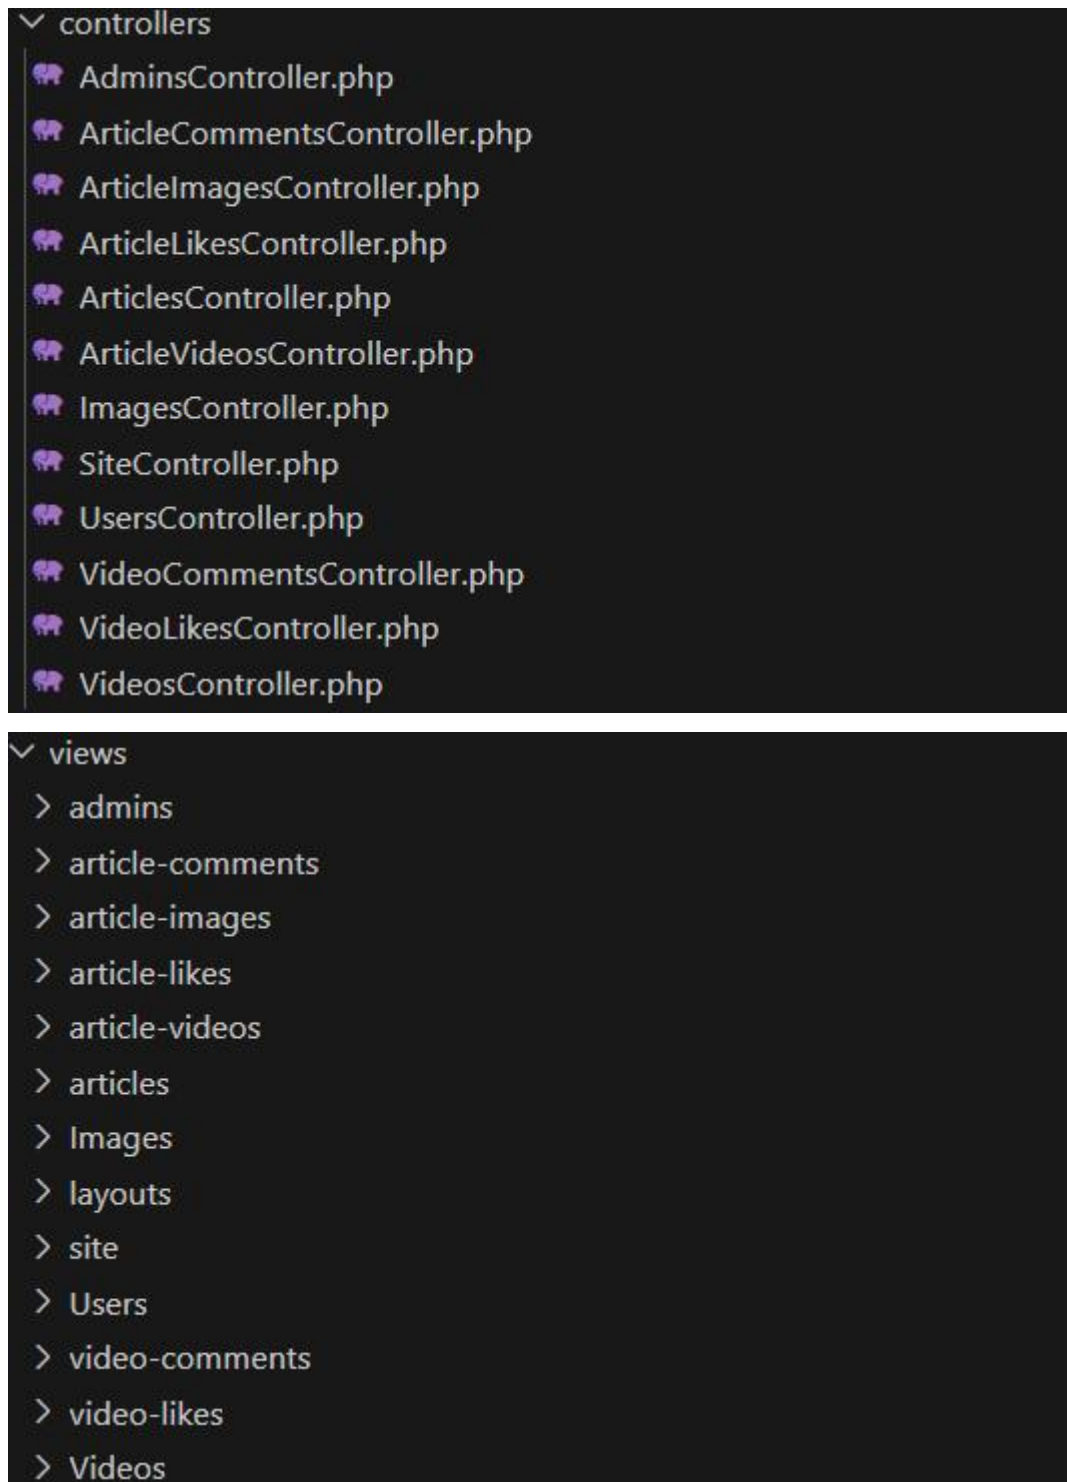 controllers
AdminsController.php
ArticleCommentsController.php
ArticleImagesController.php
ArticleLikesController.php
ArticlesController.php
ArticleVideosController.php
ImagesController.php
SiteController.php
UsersController.php
VideoCommentsController.php
VideoLikesController.php
VideosController.php
views
admins
article-comments
article-images
article-likes
article-videos
articles
Images
layouts
site
Users
video-comments
video-likes
Videos